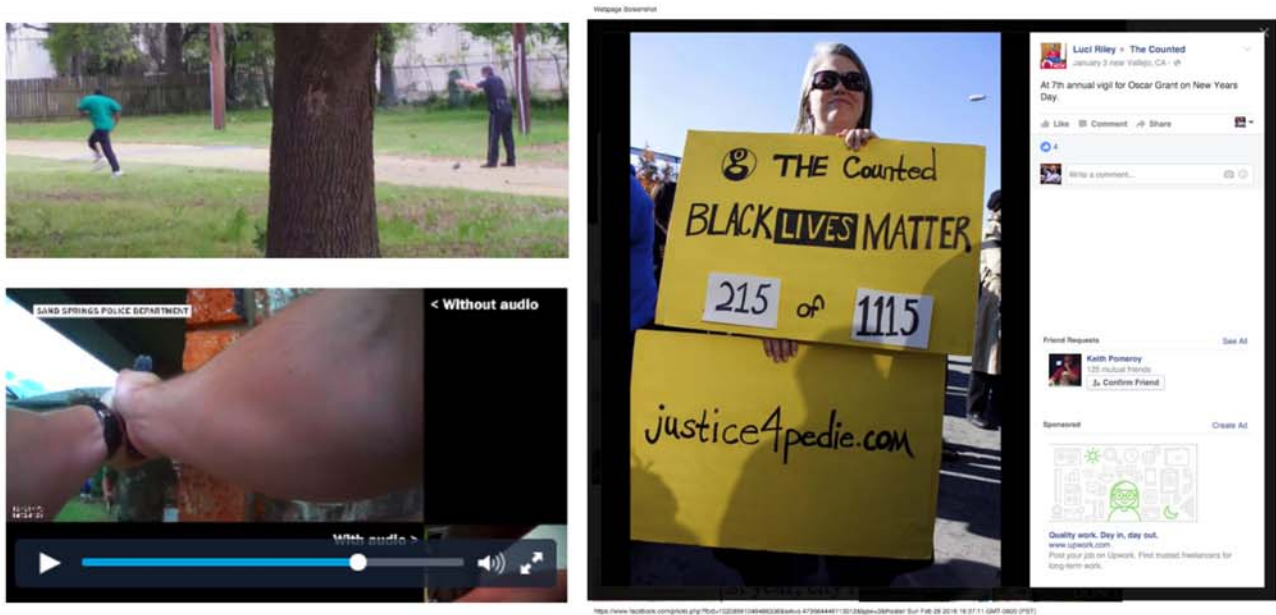 Webpage Screenshot
SAND SPRINGS POLICE DEPARTMENT
< Without audio
With audio >
THE Counted
BLACK LIVES MATTER
215 of 1115
justice4pedie.com
Luci Riley ▸ The Counted
January 3 near Vallejo, CA ·
At 7th annual vigil for Oscar Grant on New Years
Day.
Like Comment Share
4
Write a comment...
Friend Requests See All
Keith Pomeroy
125 mutual friends
Confirm Friend
Sponsored Create Ad
Quality work. Day in, day out.
www.upwork.com
Post your job on Upwork. Find trusted freelancers for
long-term work.